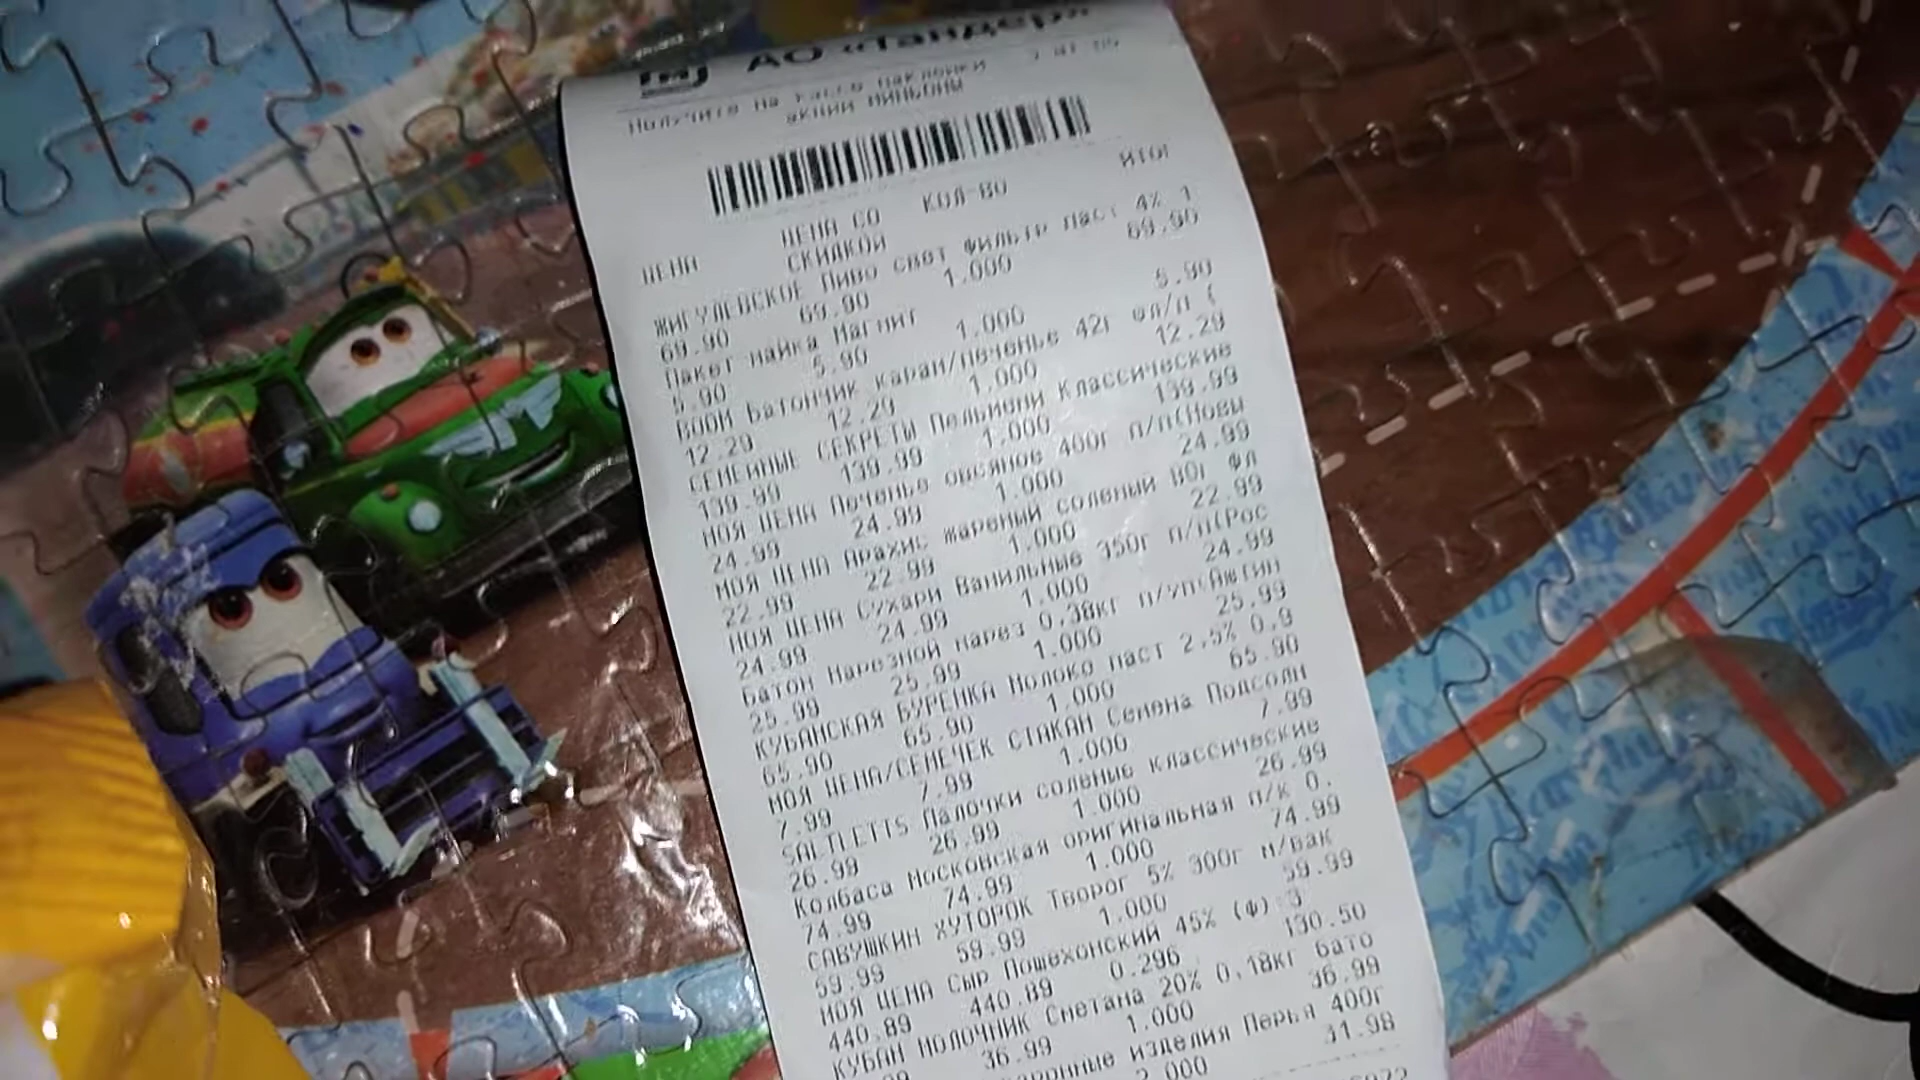 АО «Тандер»
Получите на кассе наклейки
акции миньоны
ЦЕНА ЦЕНА СО СКИДКОЙ КОЛ-ВО ИТОГ
ЖИГУЛЕВСКОЕ Пиво свет фильтр паст 4% 1
69.90 69.90 1.000 69.90
Пакет майка Магнит
5.90 5.90 1.000 5.90
BOOM Батончик каран/печенье 42г фл/п (
12.29 12.29 1.000 12.29
СЕМЕЙНЫЕ СЕКРЕТЫ Пельмени Классические
139.99 139.99 1.000 139.99
МОЯ ЦЕНА Печенье овсяное 400г п/п(Новы
24.99 24.99 1.000 24.99
МОЯ ЦЕНА Арахис жареный соленый 80г фл
22.99 22.99 1.000 22.99
МОЯ ЦЕНА Сухари Ванильные 350г п/п(Рос
24.99 24.99 1.000 24.99
Батон Нарезной нарез 0,38кг п/уп(Ажгин
25.99 25.99 1.000 25.99
КУБАНСКАЯ БУРЕНКА Молоко паст 2,5% 0.9
65.90 65.90 1.000 65.90
МОЯ ЦЕНА/СЕМЕЧЕК СТАКАН Семена Подсолн
7.99 7.99 1.000 7.99
SALTLETTS Палочки соленые классические
26.99 26.99 1.000 26.99
Колбаса Московская оригинальная п/к 0.
74.99 74.99 1.000 74.99
САВУШКИН ХУТОРОК Творог 5% 300г м/вак
59.99 59.99 1.000 59.99
МОЯ ЦЕНА Сыр Пошехонский 45% (Ф) З
440.89 440.89 0.296 130.50
КУБАН МОЛОЧНИК Сметана 20% 0,18кг бато
36.99 1.000 36.99
изделия Перья 400г
2.000 31.98